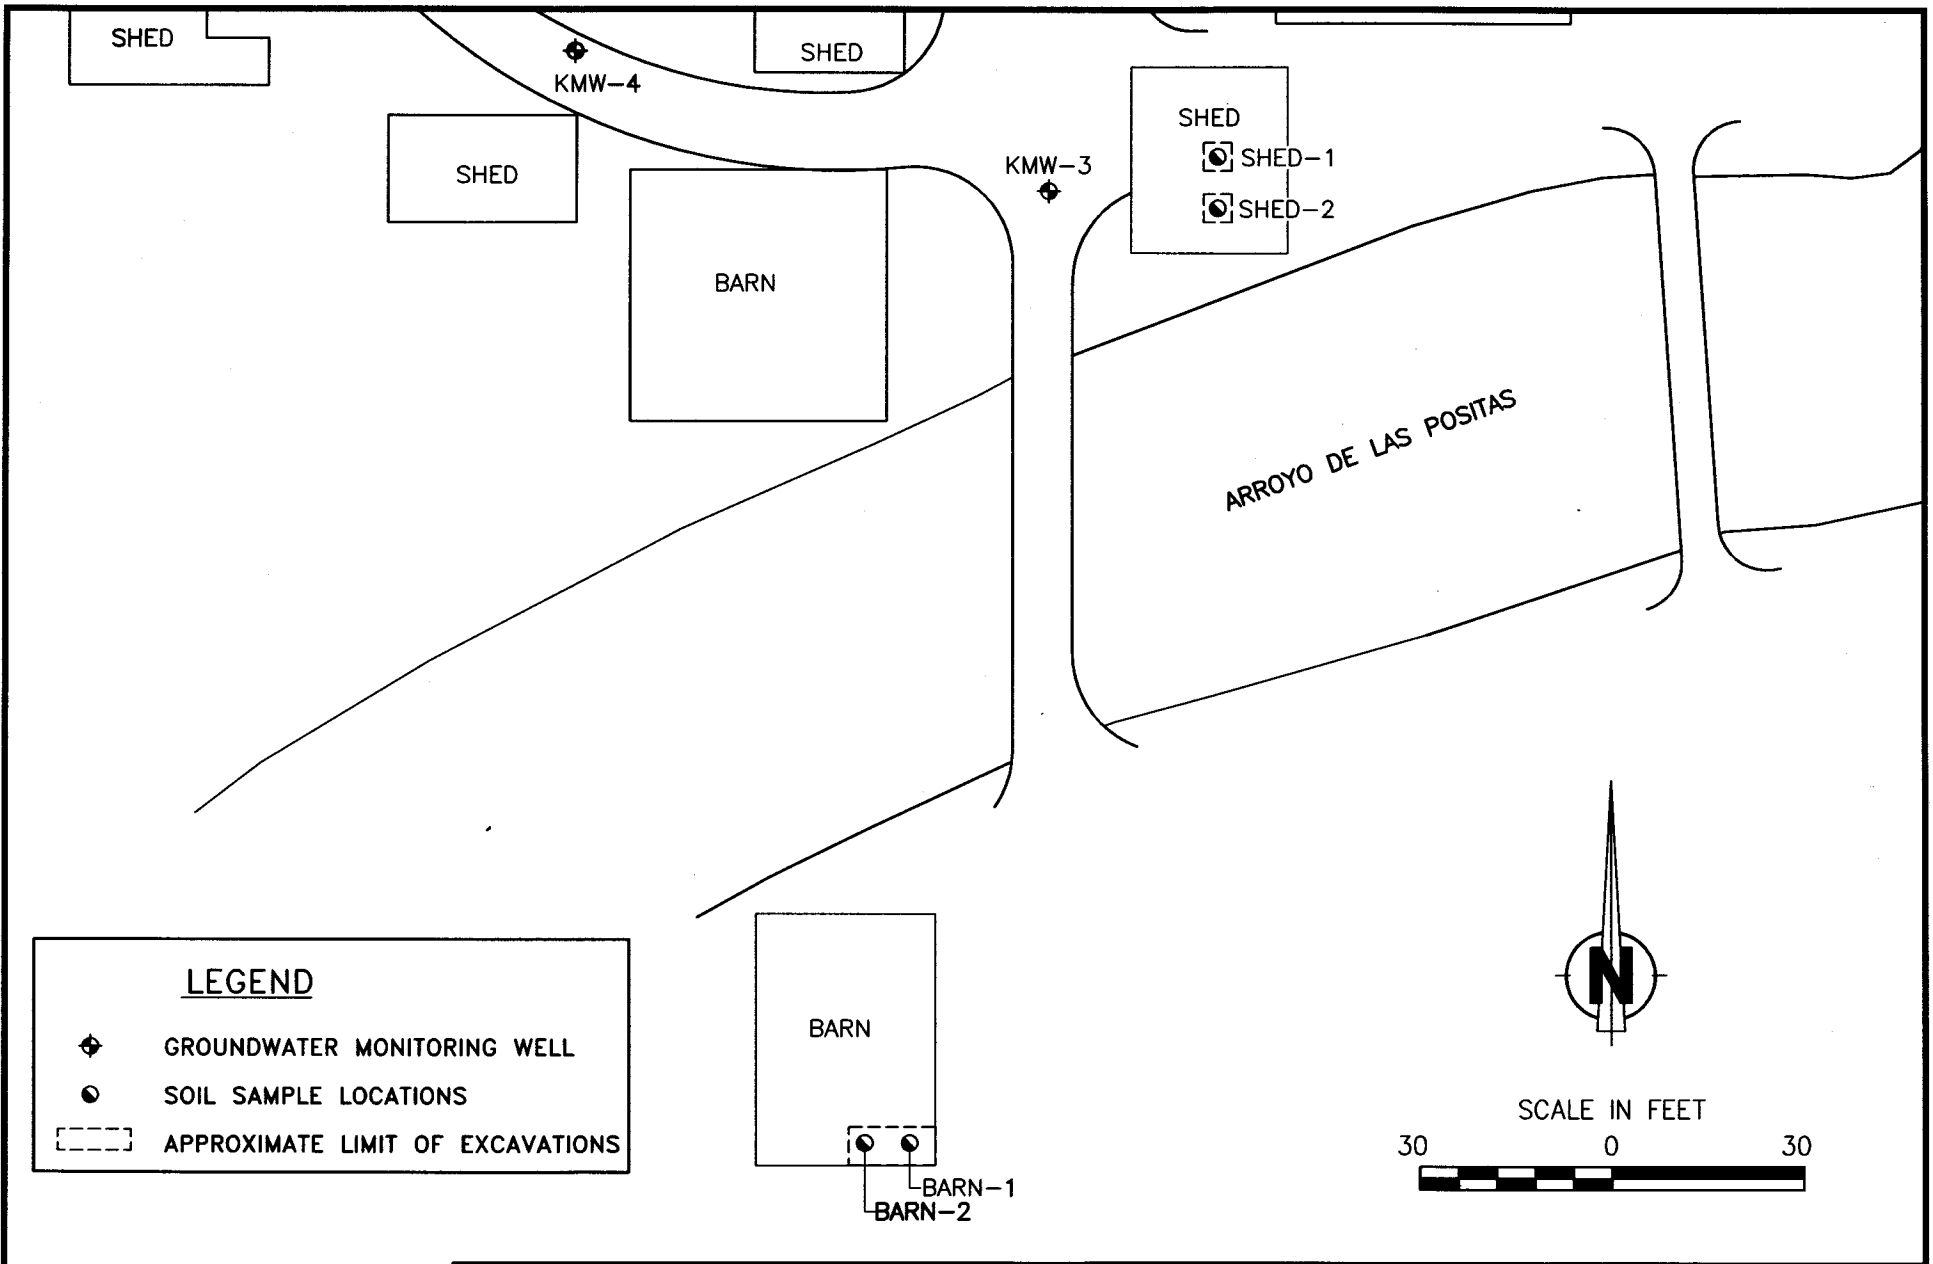 SHED
SHED
KMW-4
SHED
SHED-1
KMW-3
SHED
SHED-2
BARN
ARROYO DE LAS POSITAS
LEGEND
GROUNDWATER MONITORING WELL
SOIL SAMPLE LOCATIONS
APPROXIMATE LIMIT OF EXCAVATIONS
BARN
BARN-1
BARN-2
N
SCALE IN FEET
30 0 30